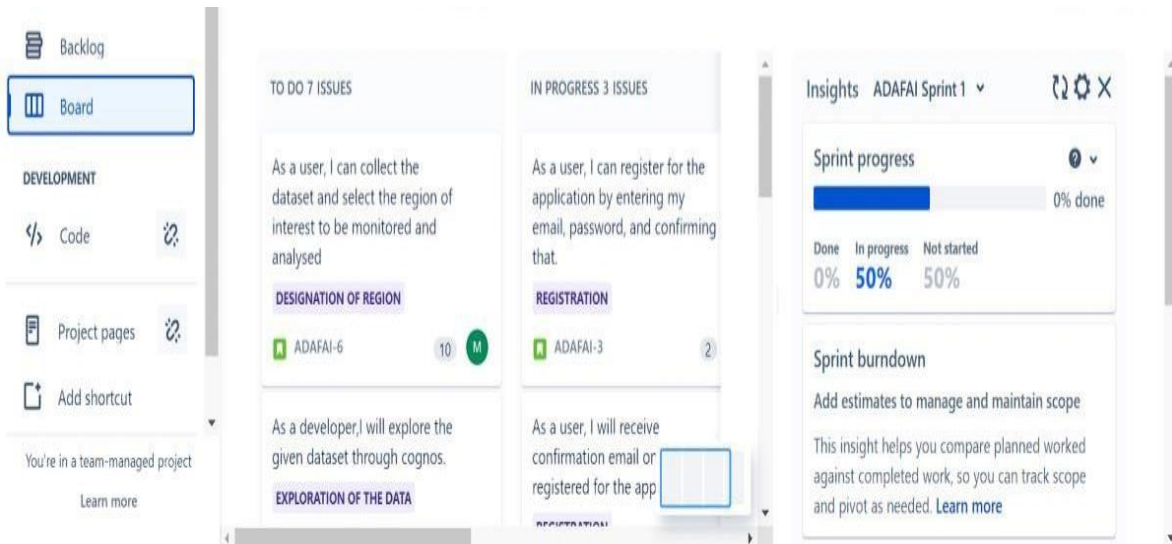 Backlog
Board
DEVELOPMENT
</> Code
Project pages
Add shortcut
You're in a team-managed project
Learn more
TO DO 7 ISSUES
As a user, I can collect the
dataset and select the region of
interest to be monitored and
analysed
DESIGNATION OF REGION
ADAFAI-6
10
M
As a developer,I will explore the
given dataset through cognos.
EXPLORATION OF THE DATA
IN PROGRESS 3 ISSUES
As a user, I can register for the
application by entering my
email, password, and confirming
that.
REGISTRATION
ADAFAI-3
2
As a user, I will receive
confirmation email or
registered for the app
REGISTRATION
Insights ADAFAI Sprint 1
Sprint progress
0% done
Done In progress Not started
0% 50% 50%
Sprint burndown
Add estimates to manage and maintain scope
This insight helps you compare planned worked
against completed work, so you can track scope
and pivot as needed. Learn more